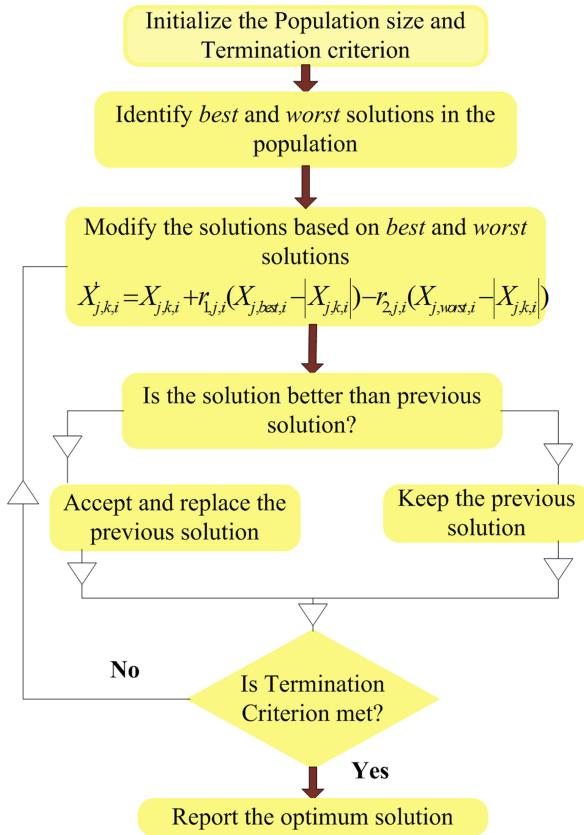 Initialize the Population size and
Termination criterion
Identify best and worst solutions in the
population
Modify the solutions based on best and worst
solutions
X'j,k,i = Xj,k,i + r1,j,i(Xj,best,i − |Xj,k,i|) − r2,j,i(Xj,worst,i − |Xj,k,i|)
Is the solution better than previous
solution?
Accept and replace the
previous solution
Keep the previous
solution
No
Is Termination
Criterion met?
Yes
Report the optimum solution